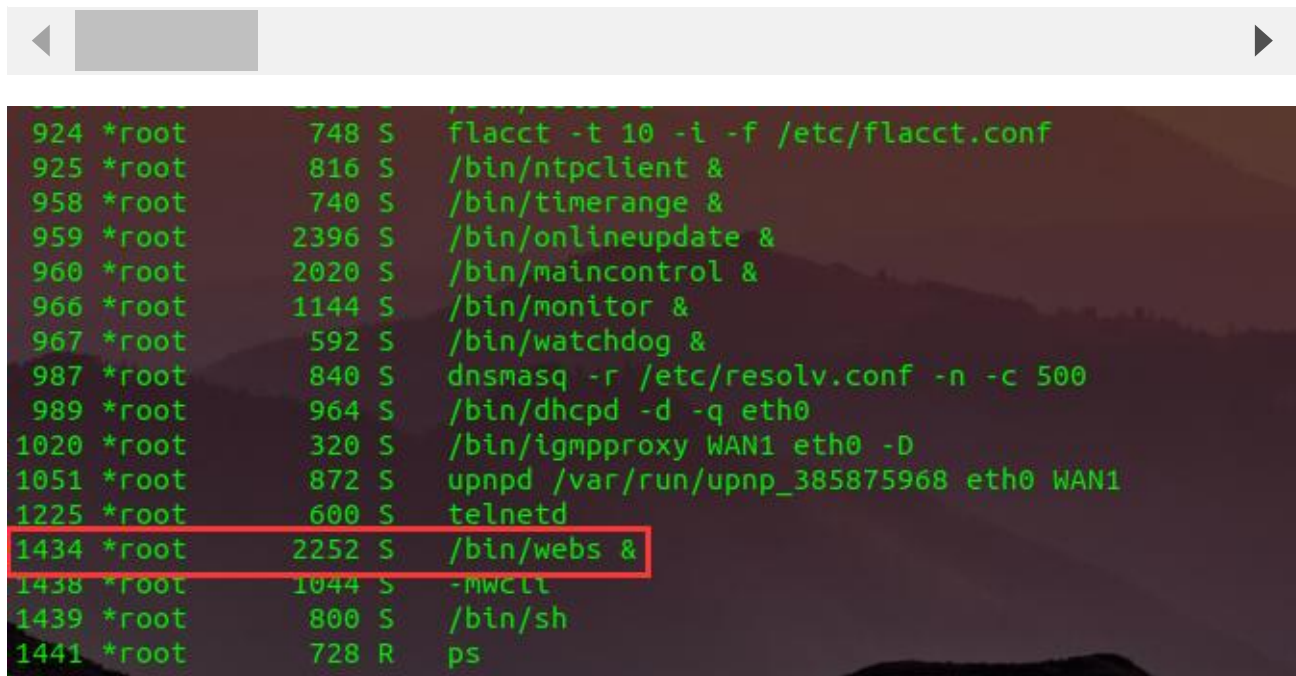 924 *root 748 S flacct -t 10 -i -f /etc/flacct.conf
925 *root 816 S /bin/ntpclient &
958 *root 740 S /bin/timerange &
959 *root 2396 S /bin/onlineupdate &
960 *root 2020 S /bin/maincontrol &
966 *root 1144 S /bin/monitor &
967 *root 592 S /bin/watchdog &
987 *root 840 S dnsmasq -r /etc/resolv.conf -n -c 500
989 *root 964 S /bin/dhcpd -d -q eth0
1020 *root 320 S /bin/igmpproxy WAN1 eth0 -D
1051 *root 872 S upnpd /var/run/upnp_385875968 eth0 WAN1
1225 *root 600 S telnetd
1434 *root 2252 S /bin/webs &
1438 *root 1044 S -mwcli
1439 *root 800 S /bin/sh
1441 *root 728 R ps